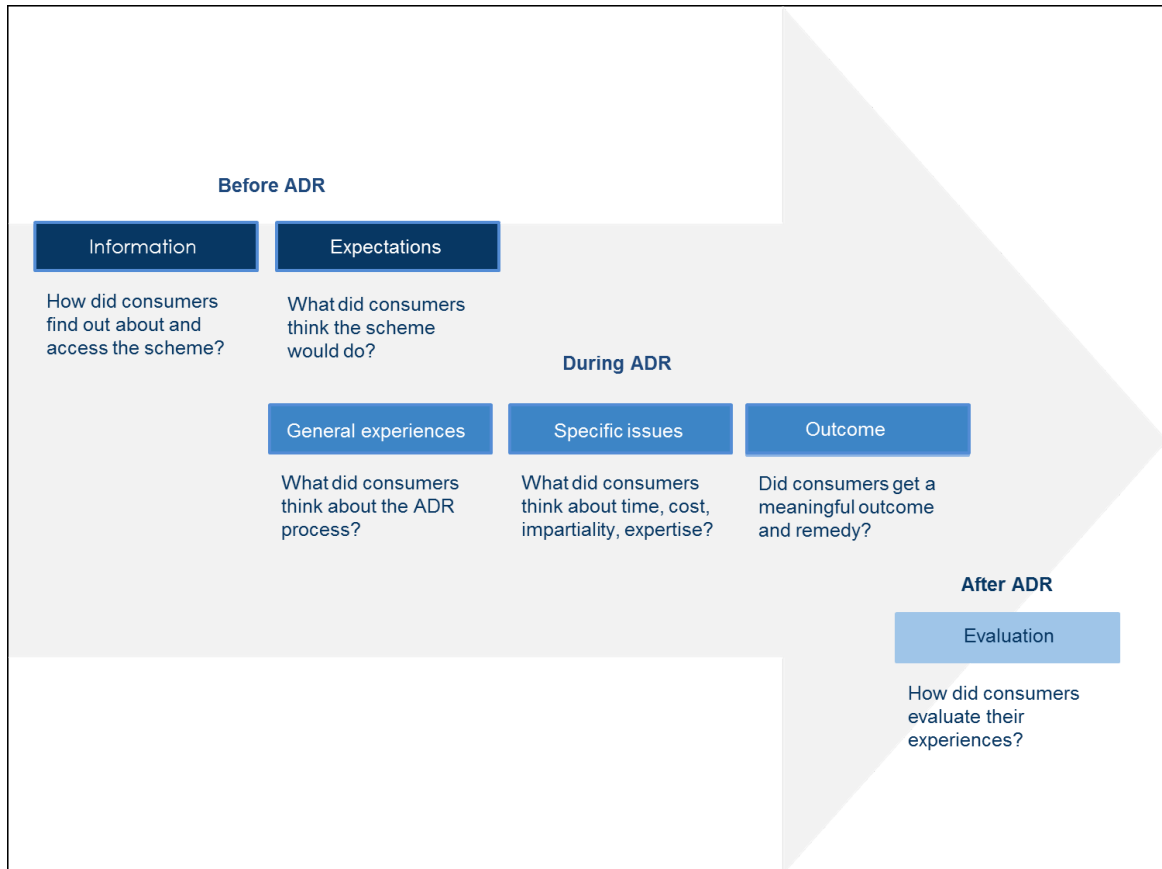 Before ADR
Information
Expectations
How did consumers
find out about and
access the scheme?
What did consumers
think the scheme
would do?
During ADR
General experiences
Specific issues
Outcome
What did consumers
think about the ADR
process?
What did consumers
think about time, cost,
impartiality, expertise?
Did consumers get a
meaningful outcome
and remedy?
After ADR
Evaluation
How did consumers
evaluate their
experiences?